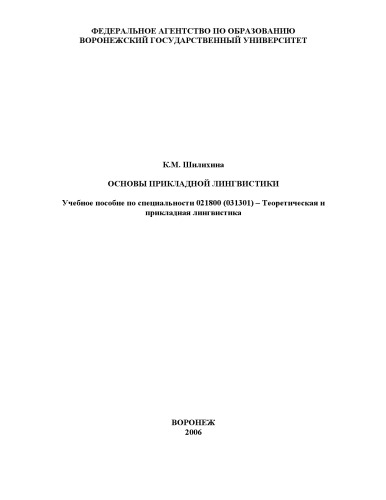 ФЕДЕРАЛЬНОЕ АГЕНТСТВО ПО ОБРАЗОВАНИЮ
ВОРОНЕЖСКИЙ ГОСУДАРСТВЕННЫЙ УНИВЕРСИТЕТ
К.М. Шилихина
ОСНОВЫ ПРИКЛАДНОЙ ЛИНГВИСТИКИ
Учебное пособие по специальности 021800 (031301) – Теоретическая и
прикладная лингвистика
ВОРОНЕЖ
2006